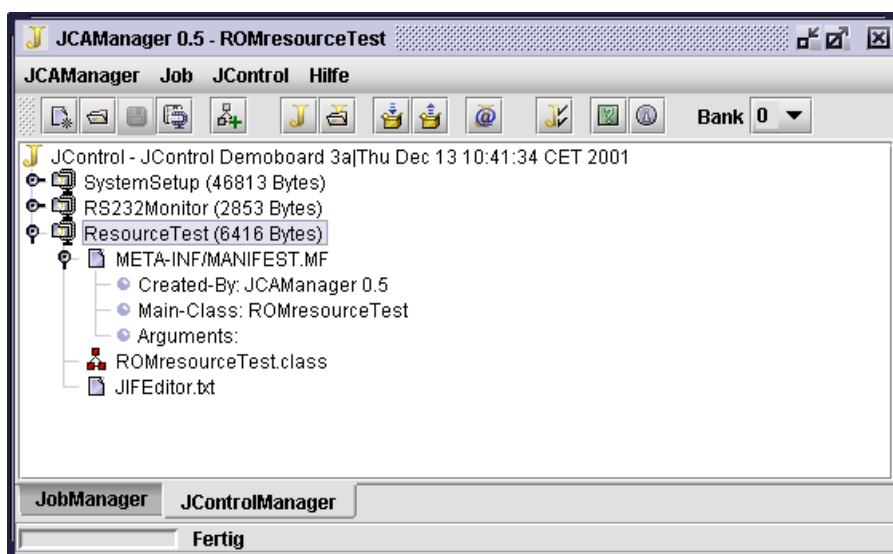 JCAManager 0.5 - ROMresourceTest
JCAManager Job JControl Hilfe
Bank 0
JControl - JControl Demoboard 3a|Thu Dec 13 10:41:34 CET 2001
SystemSetup (46813 Bytes)
RS232Monitor (2853 Bytes)
ResourceTest (6416 Bytes)
META-INF/MANIFEST.MF
Created-By: JCAManager 0.5
Main-Class: ROMresourceTest
Arguments:
ROMresourceTest.class
JIFEditor.txt
JobManager JControlManager
Fertig